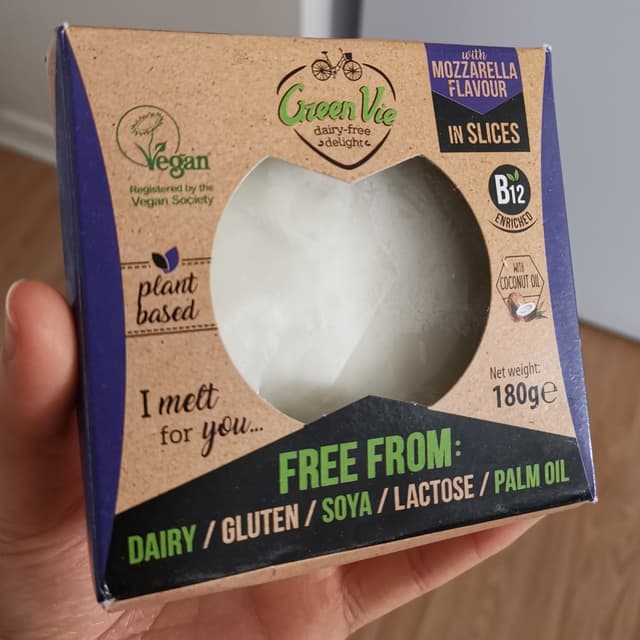 Green Vie
dairy-free
delight
with
MOZZARELLA
FLAVOUR
IN SLICES
Vegan
Registered by the
Vegan Society
B12
ENRICHED
plant
based
WITH
COCONUT OIL
I melt
for you...
Net weight:
180g℮
FREE FROM:
DAIRY / GLUTEN / SOYA / LACTOSE / PALM OIL